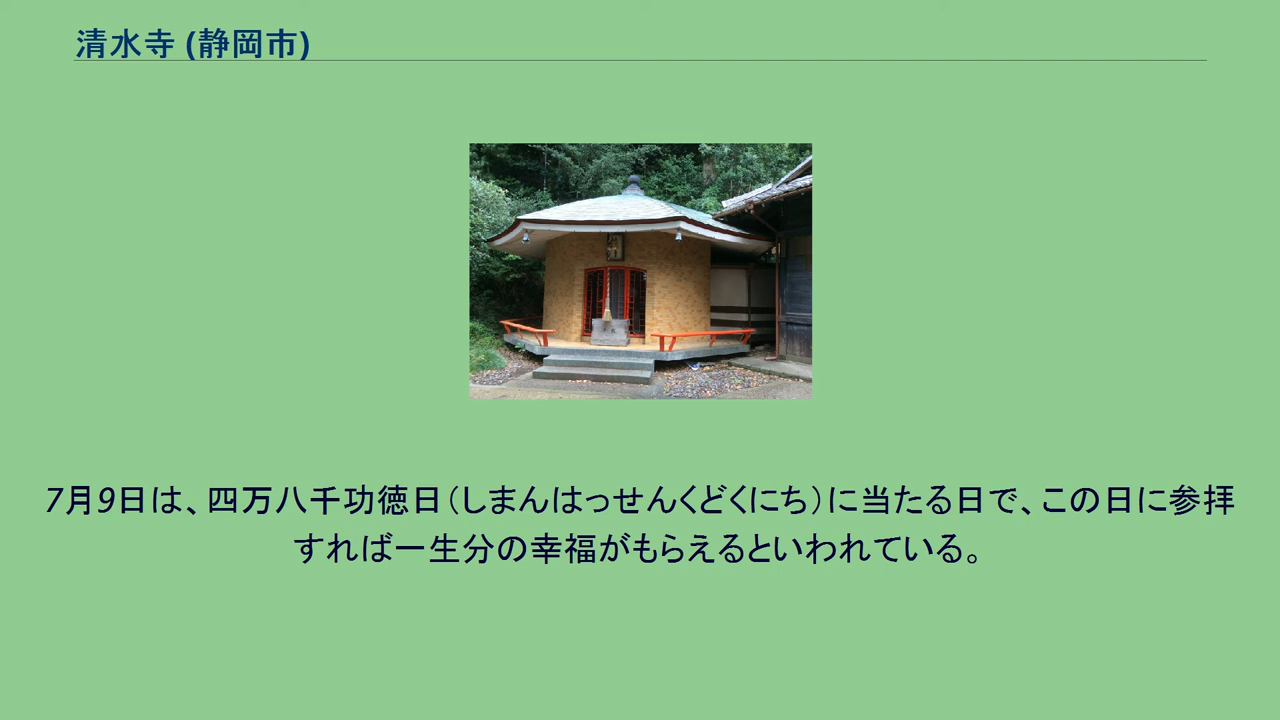 清水寺 (静岡市)
7月9日は、四万八千功徳日（しまんはっせんくどくにち）に当たる日で、この日に参拝
すれば一生分の幸福がもらえるといわれている。